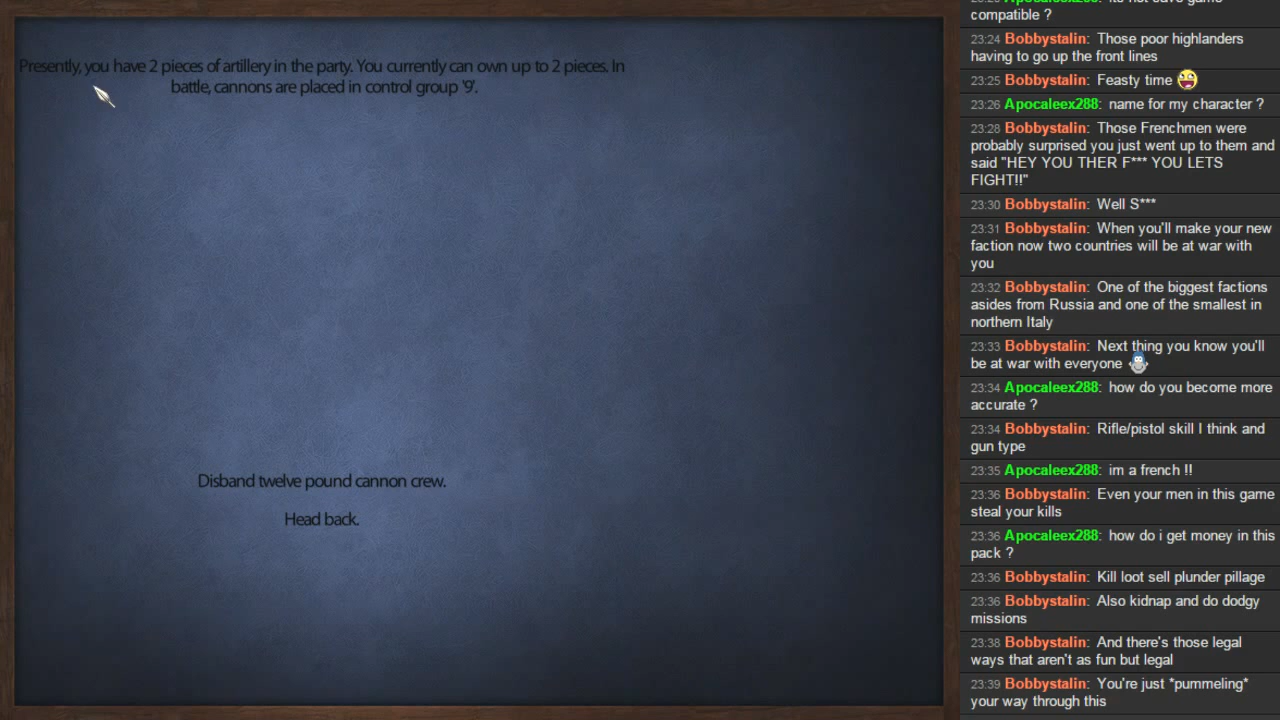 Presently, you have 2 pieces of artillery in the party. You currently can own up to 2 pieces. In
battle, cannons are placed in control group '9'.
Disband twelve pound cannon crew.
Head back.
compatible ?
23:24 Bobbystalin: Those poor highlanders
having to go up the front lines
23:25 Bobbystalin: Feasty time
23:26 Apocaleex288: name for my character ?
23:28 Bobbystalin: Those Frenchmen were
probably surprised you just went up to them and
said "HEY YOU THER F*** YOU LETS
FIGHT!!"
23:30 Bobbystalin: Well S***
23:31 Bobbystalin: When you'll make your new
faction now two countries will be at war with
you
23:32 Bobbystalin: One of the biggest factions
asides from Russia and one of the smallest in
northern Italy
23:33 Bobbystalin: Next thing you know you'll
be at war with everyone
23:34 Apocaleex288: how do you become more
accurate ?
23:34 Bobbystalin: Rifle/pistol skill I think and
gun type
23:35 Apocaleex288: im a french !!
23:36 Bobbystalin: Even your men in this game
steal your kills
23:36 Apocaleex288: how do i get money in this
pack ?
23:36 Bobbystalin: Kill loot sell plunder pillage
23:36 Bobbystalin: Also kidnap and do dodgy
missions
23:38 Bobbystalin: And there's those legal
ways that aren't as fun but legal
23:39 Bobbystalin: You're just *pummeling*
your way through this